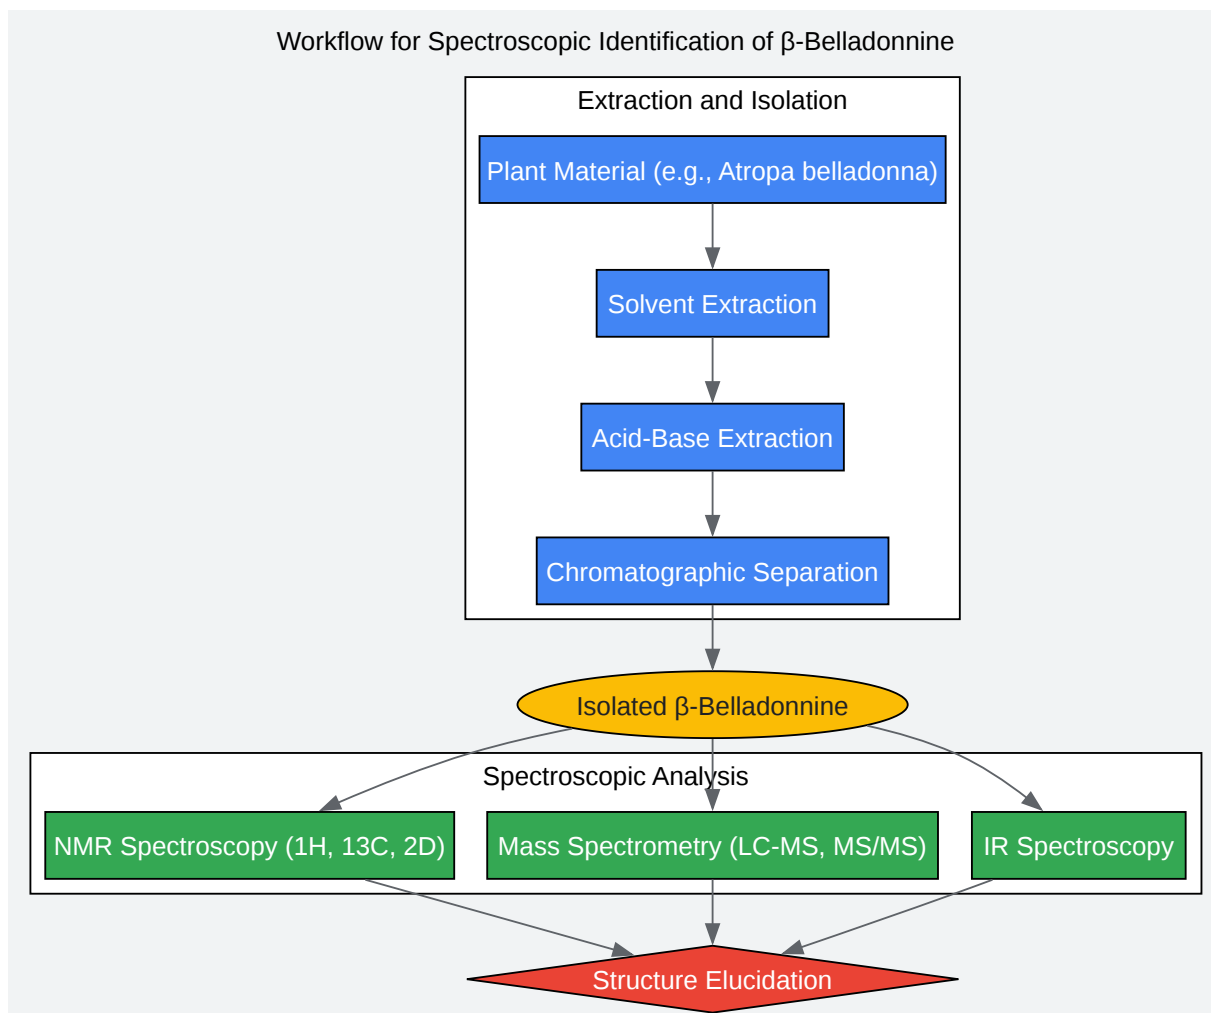 Workflow for Spectroscopic Identification of β-Belladonnine
Extraction and Isolation
Plant Material (e.g., Atropa belladonna)
Solvent Extraction
Acid-Base Extraction
Chromatographic Separation
Isolated β-Belladonnine
Spectroscopic Analysis
NMR Spectroscopy (1H, 13C, 2D)
Mass Spectrometry (LC-MS, MS/MS)
IR Spectroscopy
Structure Elucidation